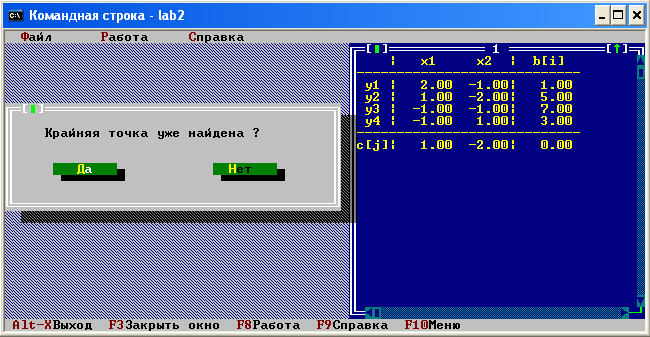 Командная строка - lab2
Файл Работа Справка
Крайняя точка уже найдена ?
Да Нет
1
¦ x1 x2 ¦ b[i]
y1 ¦ 2.00 -1.00¦ 1.00
y2 ¦ 1.00 -2.00¦ 5.00
y3 ¦ -1.00 -1.00¦ 7.00
y4 ¦ -1.00 1.00¦ 3.00
c[j]¦ 1.00 -2.00¦ 0.00
Alt-X Выход F3 Закрыть окно F8 Работа F9 Справка F10 Меню